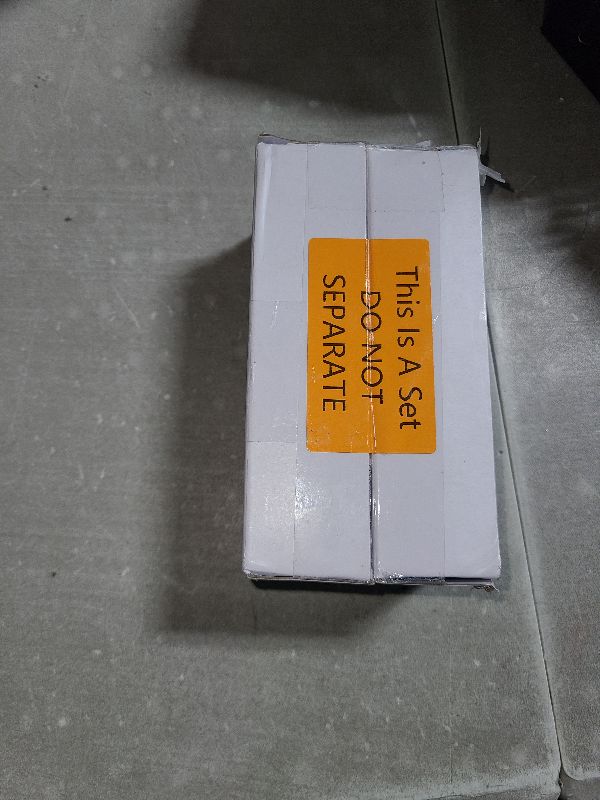 This Is A Set
DO NOT
SEPARATE